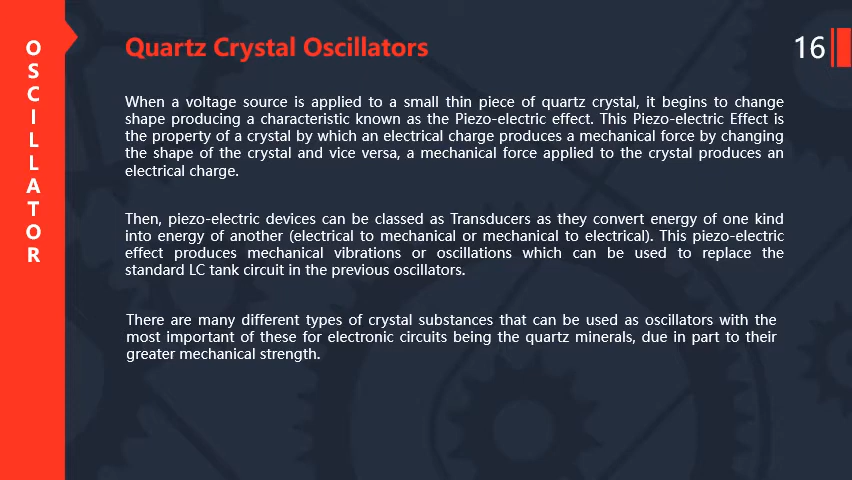 OSCILLATOR
Quartz Crystal Oscillators
16
When a voltage source is applied to a small thin piece of quartz crystal, it begins to change
shape producing a characteristic known as the Piezo-electric effect. This Piezo-electric Effect is
the property of a crystal by which an electrical charge produces a mechanical force by changing
the shape of the crystal and vice versa, a mechanical force applied to the crystal produces an
electrical charge.
Then, piezo-electric devices can be classed as Transducers as they convert energy of one kind
into energy of another (electrical to mechanical or mechanical to electrical). This piezo-electric
effect produces mechanical vibrations or oscillations which can be used to replace the
standard LC tank circuit in the previous oscillators.
There are many different types of crystal substances that can be used as oscillators with the
most important of these for electronic circuits being the quartz minerals, due in part to their
greater mechanical strength.